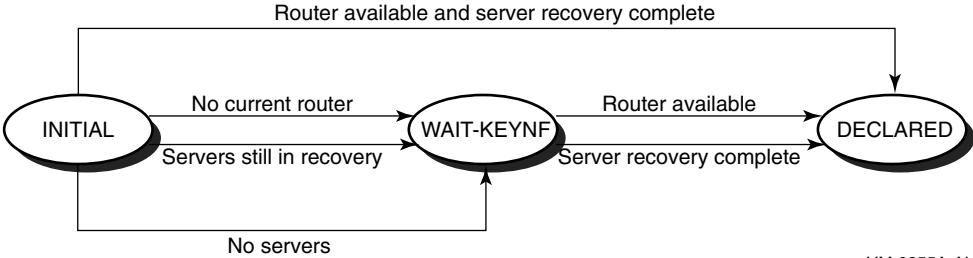 Router available and server recovery complete
No current router
Router available
INITIAL
WAIT-KEYNF
DECLARED
Servers still in recovery
Server recovery complete
No servers